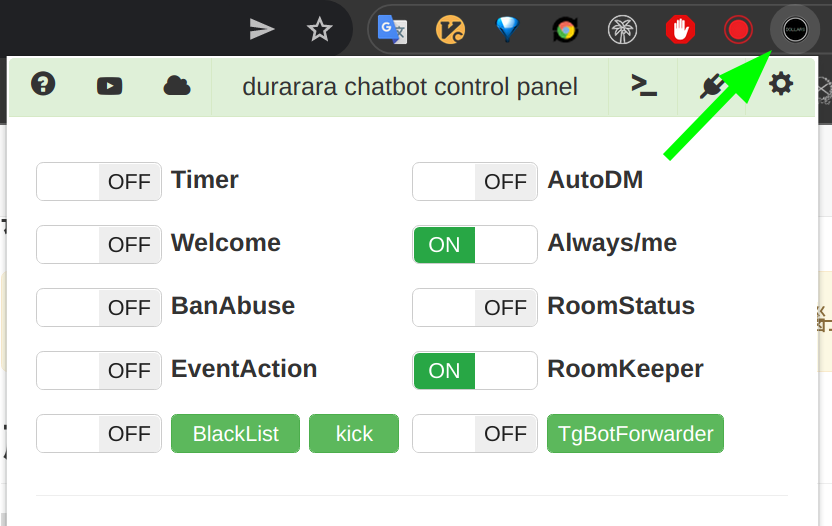 durarara chatbot control panel
OFF Timer OFF AutoDM
OFF Welcome ON Always/me
OFF BanAbuse OFF RoomStatus
OFF EventAction ON RoomKeeper
OFF BlackList kick OFF TgBotForwarder